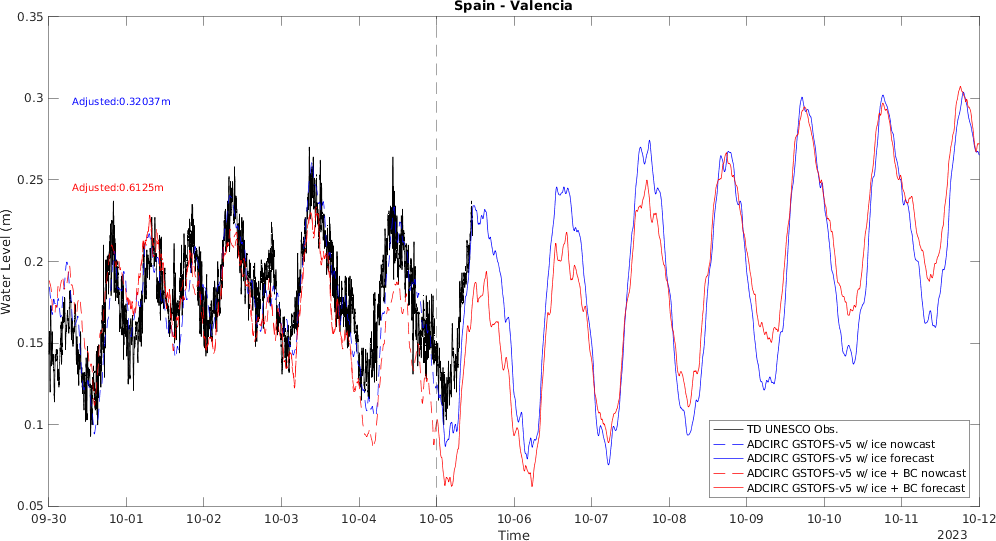 Spain - Valencia
0.35
0.3
0.25
0.2
0.15
0.1
0.05
Water Level (m)
Adjusted:0.32037m
Adjusted:0.6125m
TD UNESCO Obs.
ADCIRC GSTOFS-v5 w/ ice nowcast
ADCIRC GSTOFS-v5 w/ ice forecast
ADCIRC GSTOFS-v5 w/ ice + BC nowcast
ADCIRC GSTOFS-v5 w/ ice + BC forecast
09-30 10-01 10-02 10-03 10-04 10-05 10-06 10-07 10-08 10-09 10-10 10-11 10-12
Time
2023